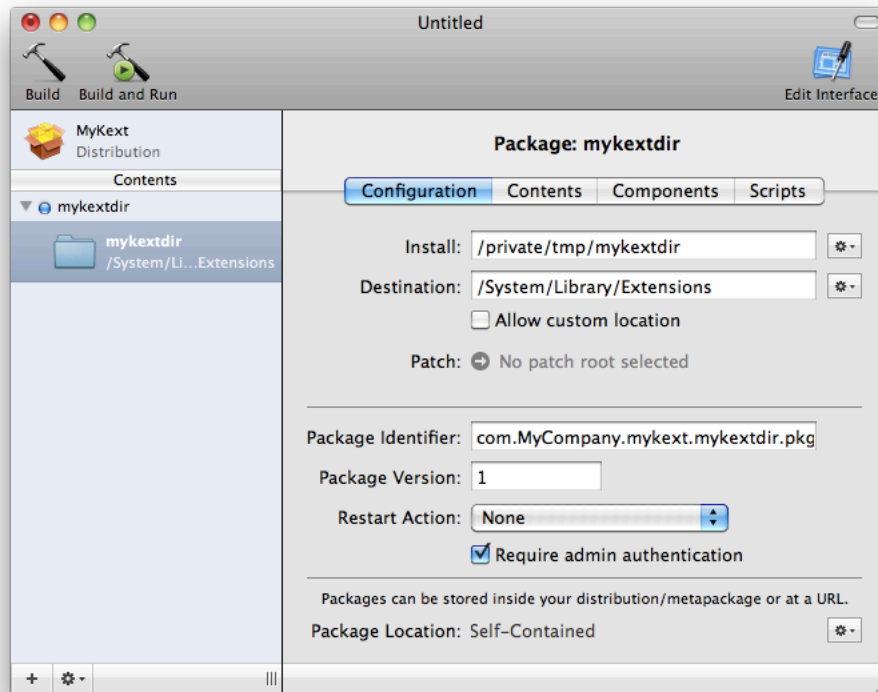 Untitled
Build Build and Run Edit Interface
MyKext
Distribution
Contents
mykextdir
mykextdir
/System/Li...Extensions
Package: mykextdir
Configuration Contents Components Scripts
Install: /private/tmp/mykextdir
Destination: /System/Library/Extensions
Allow custom location
Patch: No patch root selected
Package Identifier: com.MyCompany.mykext.mykextdir.pkg
Package Version: 1
Restart Action: None
Require admin authentication
Packages can be stored inside your distribution/metapackage or at a URL.
Package Location: Self-Contained